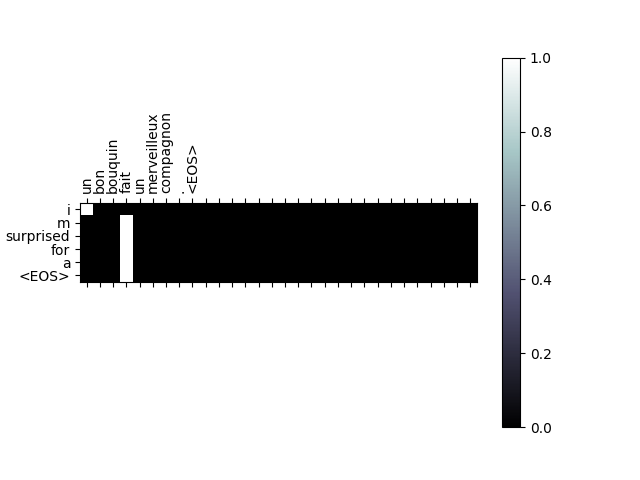 un
bon
bouquin
fait
un
merveilleux
compagnon
.
<EOS>
i
m
surprised
for
a
<EOS>
1.0
0.8
0.6
0.4
0.2
0.0